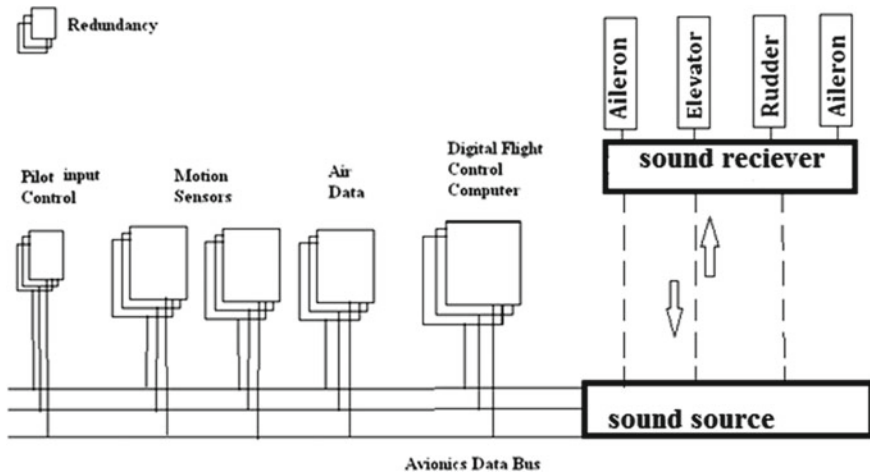 Redundancy
Aileron
Elevator
Rudder
Aileron
sound reciever
Pilot input
Control
Motion
Sensors
Air
Data
Digital Flight
Control
Computer
sound source
Avionics Data Bus